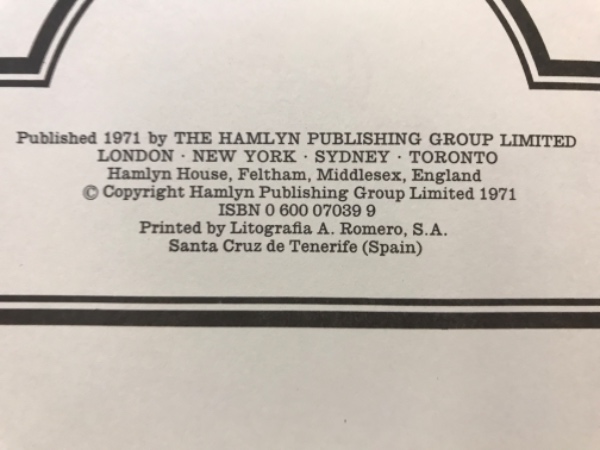 Published 1971 by THE HAMLYN PUBLISHING GROUP LIMITED
LONDON · NEW YORK · SYDNEY · TORONTO
Hamlyn House, Feltham, Middlesex, England
© Copyright Hamlyn Publishing Group Limited 1971
ISBN 0 600 07039 9
Printed by Litografia A. Romero, S.A.
Santa Cruz de Tenerife (Spain)